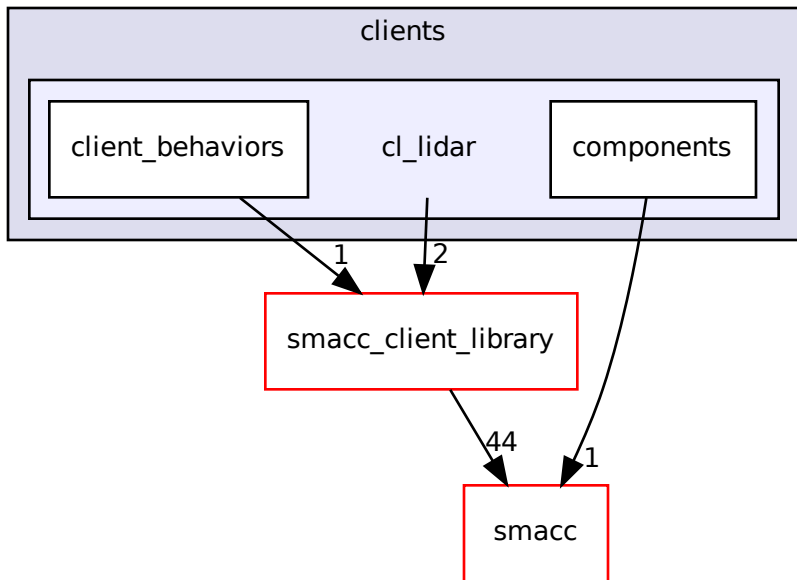 clients
client_behaviors
cl_lidar
components
1
2
smacc_client_library
44
1
smacc